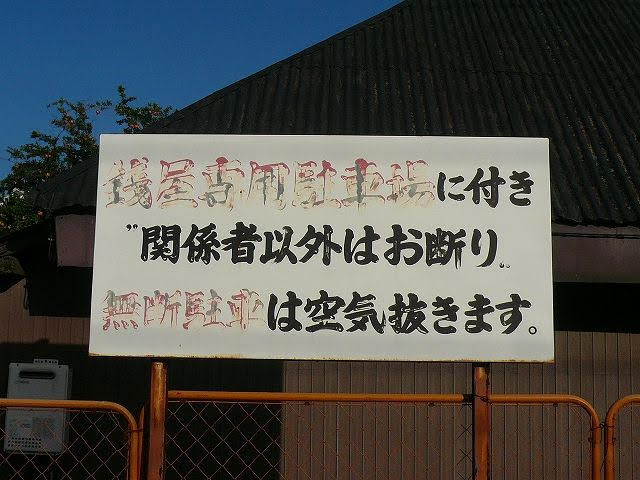 銭屋専用駐車場に付き
"関係者以外はお断り"
無断駐車は空気抜きます。